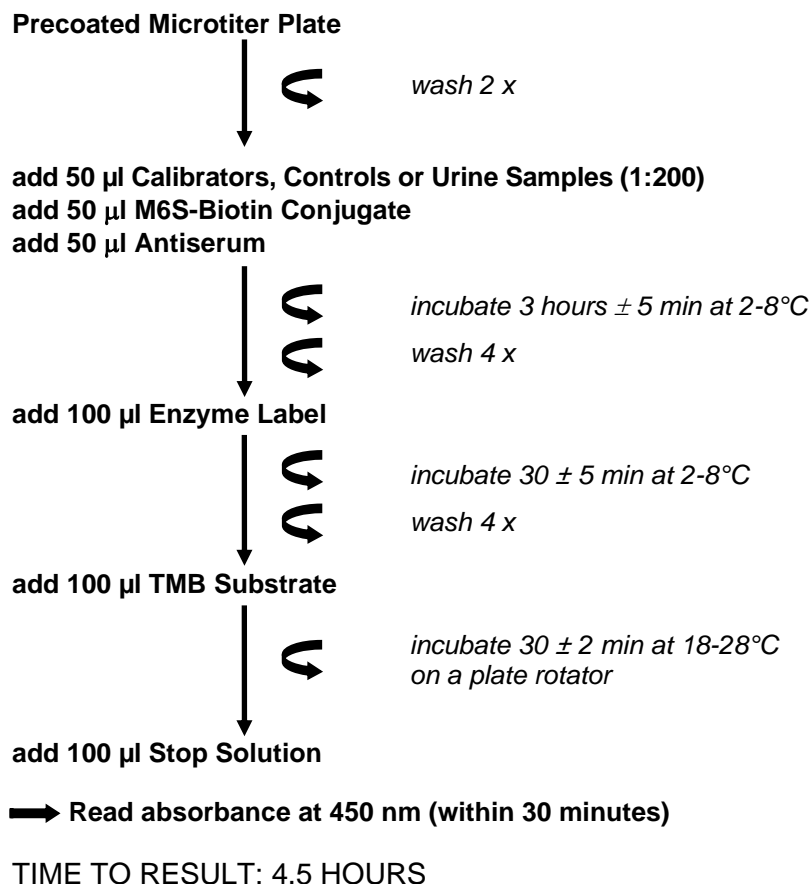 Precoated Microtiter Plate
wash 2 x
add 50 µl Calibrators, Controls or Urine Samples (1:200)
add 50 μl M6S-Biotin Conjugate
add 50 μl Antiserum
incubate 3 hours ± 5 min at 2-8°C
wash 4 x
add 100 µl Enzyme Label
incubate 30 ± 5 min at 2-8°C
wash 4 x
add 100 µl TMB Substrate
incubate 30 ± 2 min at 18-28°C
on a plate rotator
add 100 µl Stop Solution
Read absorbance at 450 nm (within 30 minutes)
TIME TO RESULT: 4.5 HOURS